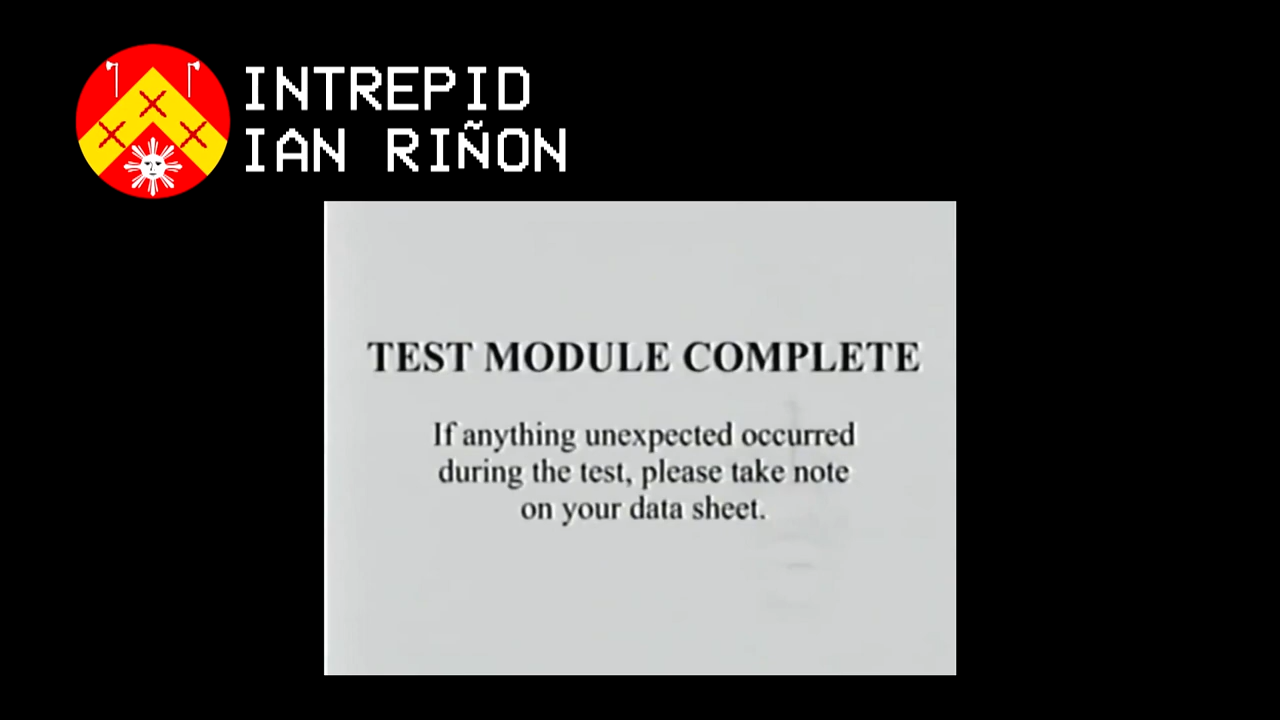 INTREPID
IAN RIÑON
TEST MODULE COMPLETE
If anything unexpected occurred
during the test, please take note
on your data sheet.